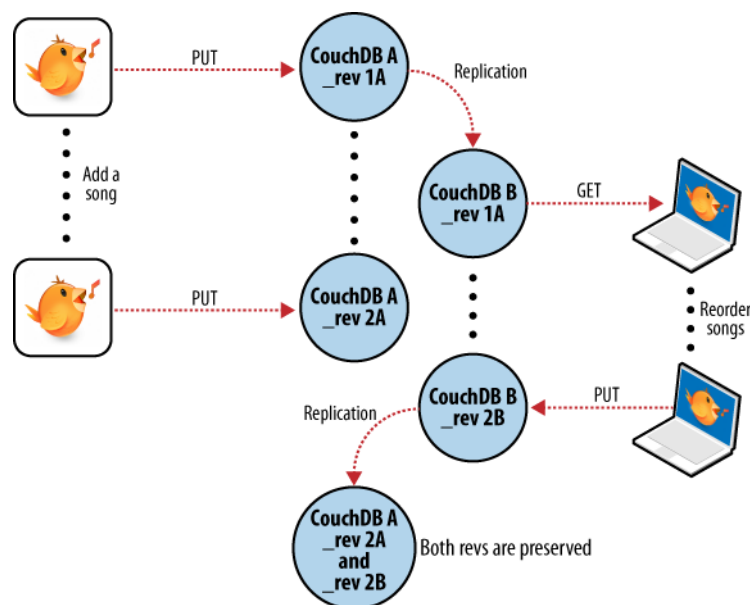 PUT
CouchDB A
_rev 1A
Replication
Add a
song
CouchDB B
_rev 1A
GET
PUT
CouchDB A
_rev 2A
Reorder
songs
CouchDB B
_rev 2B
PUT
Replication
CouchDB A
_rev 2A
and
_rev 2B
Both revs are preserved